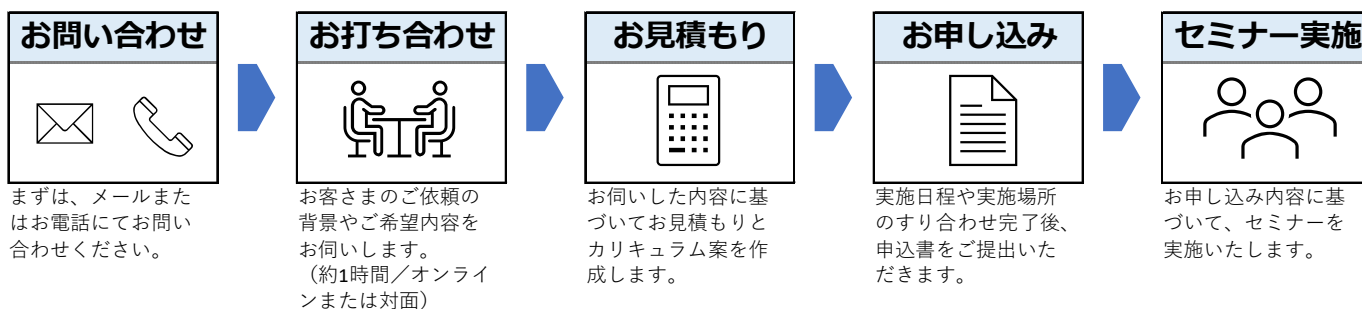 お問い合わせ
まずは、メールまた
はお電話にてお問い
合わせください。
お打ち合わせ
お客さまのご依頼の
背景やご希望内容を
お伺いします。
（約1時間／オンライ
ンまたは対面）
お見積もり
お伺いした内容に基
づいてお見積もりと
カリキュラム案を作
成します。
お申し込み
実施日程や実施場所
のすり合わせ完了後、
申込書をご提出いた
だきます。
セミナー実施
お申し込み内容に基
づいて、セミナーを
実施いたします。